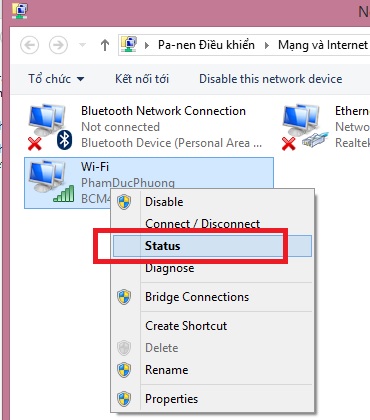 N
Pa-nen Điều khiển ▸ Mạng và Internet
Tổ chức Kết nối tới Disable this network device
Bluetooth Network Connection
Not connected
Bluetooth Device (Personal Area ...
Etherne
Networ
Realtek
Wi-Fi
PhamDucPhuong
BCM4
Disable
Connect / Disconnect
Status
Diagnose
Bridge Connections
Create Shortcut
Delete
Rename
Properties